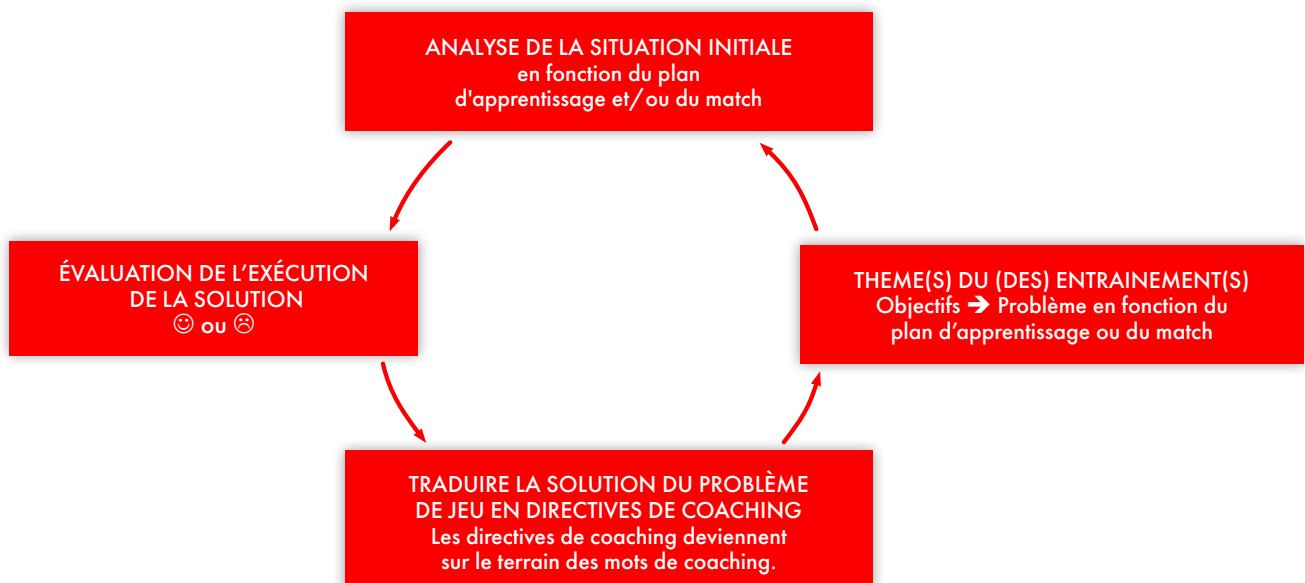 ANALYSE DE LA SITUATION INITIALE
en fonction du plan
d'apprentissage et/ou du match
ÉVALUATION DE L’EXÉCUTION
DE LA SOLUTION
☺ ou ☹
THEME(S) DU (DES) ENTRAINEMENT(S)
Objectifs ➔ Problème en fonction du
plan d’apprentissage ou du match
TRADUIRE LA SOLUTION DU PROBLÈME
DE JEU EN DIRECTIVES DE COACHING
Les directives de coaching deviennent
sur le terrain des mots de coaching.